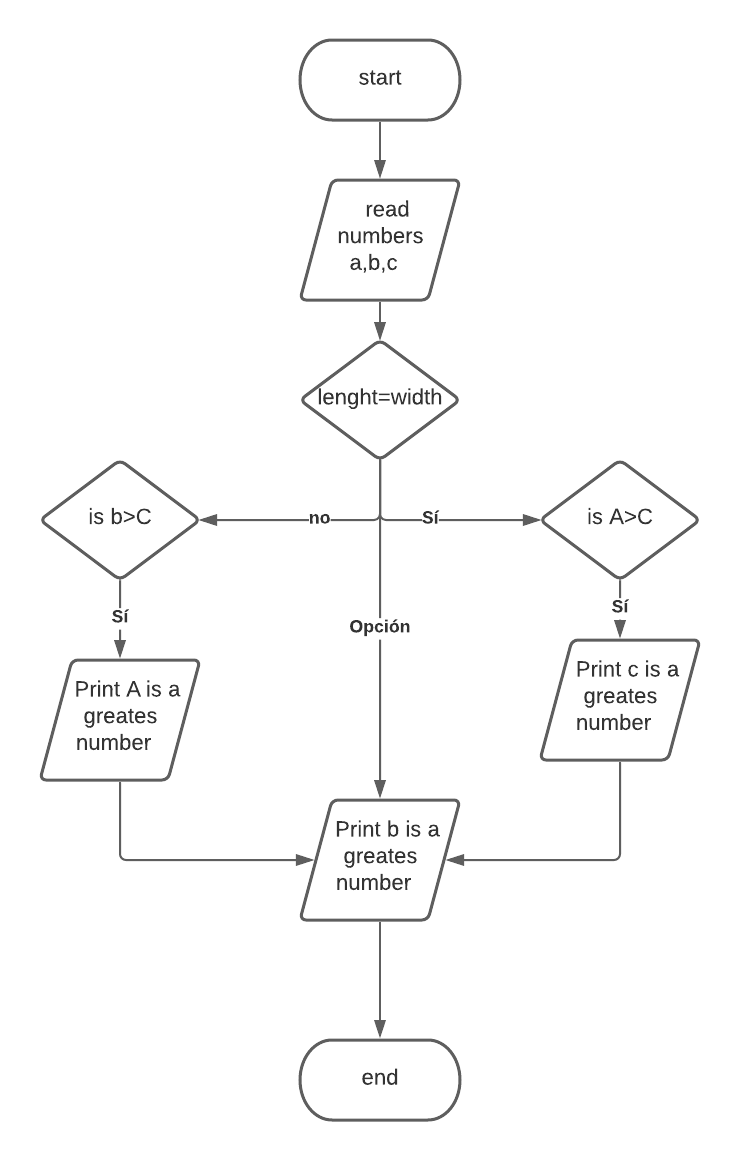 start
read
numbers
a,b,c
lenght=width
no
Sí
is b>C
is A>C
Sí
Sí
Opción
Print A is a
greates
number
Print c is a
greates
number
Print b is a
greates
number
end